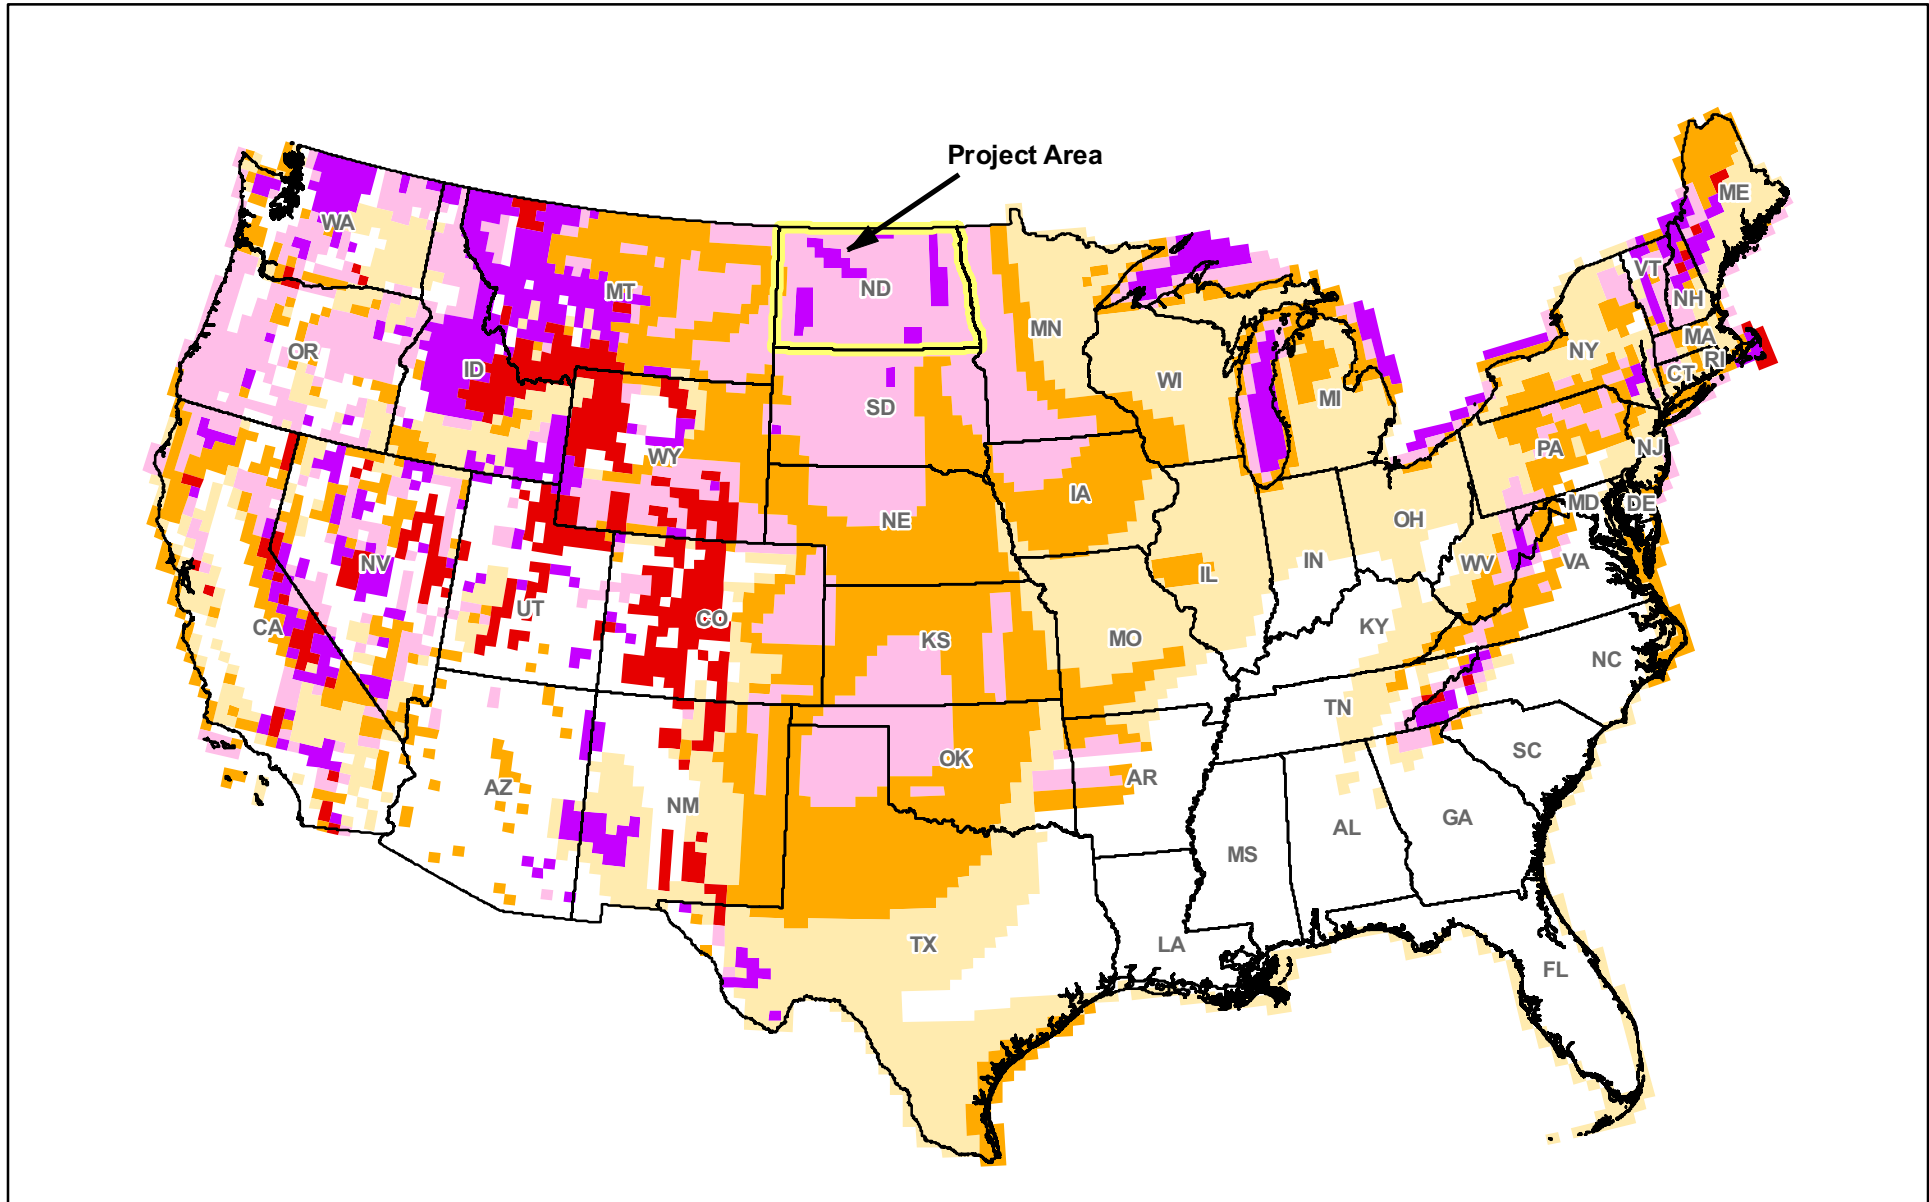 Project Area
WA
MT
ND
MN
ME
VT
NH
OR
ID
SD
WI
MI
NY
MA
RI
CT
WY
NE
IA
PA
NJ
NV
UT
CO
IL
IN
OH
MD
DE
WV
VA
CA
KS
MO
KY
NC
AZ
NM
OK
AR
TN
SC
TX
MS
AL
GA
LA
FL